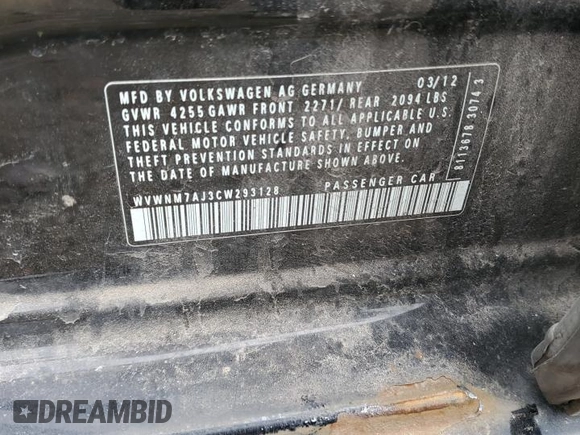 MFD BY VOLKSWAGEN AG GERMANY 03/12
GVWR 4255 GAWR FRONT 2271/ REAR 2094 LBS
THIS VEHICLE CONFORMS TO ALL APPLICABLE U.S.
FEDERAL MOTOR VEHICLE SAFETY, BUMPER AND
THEFT PREVENTION STANDARDS IN EFFECT ON
THE DATE OF MANUFACTURE SHOWN ABOVE.
WVWNM7AJ3CW293128 PASSENGER CAR
8113678 3074 3
DREAMBID